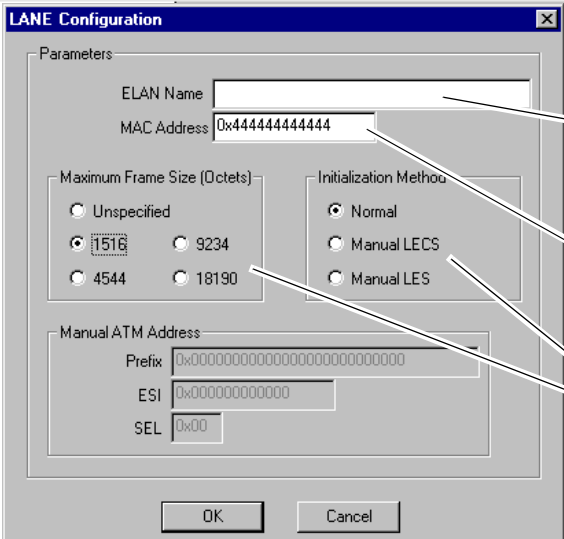 LANE Configuration
Parameters
ELAN Name
MAC Address 0x444444444444
Maximum Frame Size (Octets)
Unspecified
1516 9234
4544 18190
Initialization Method
Normal
Manual LECS
Manual LES
Manual ATM Address
Prefix 0x00000000000000000000000000
ESI 0x000000000000
SEL 0x00
OK Cancel